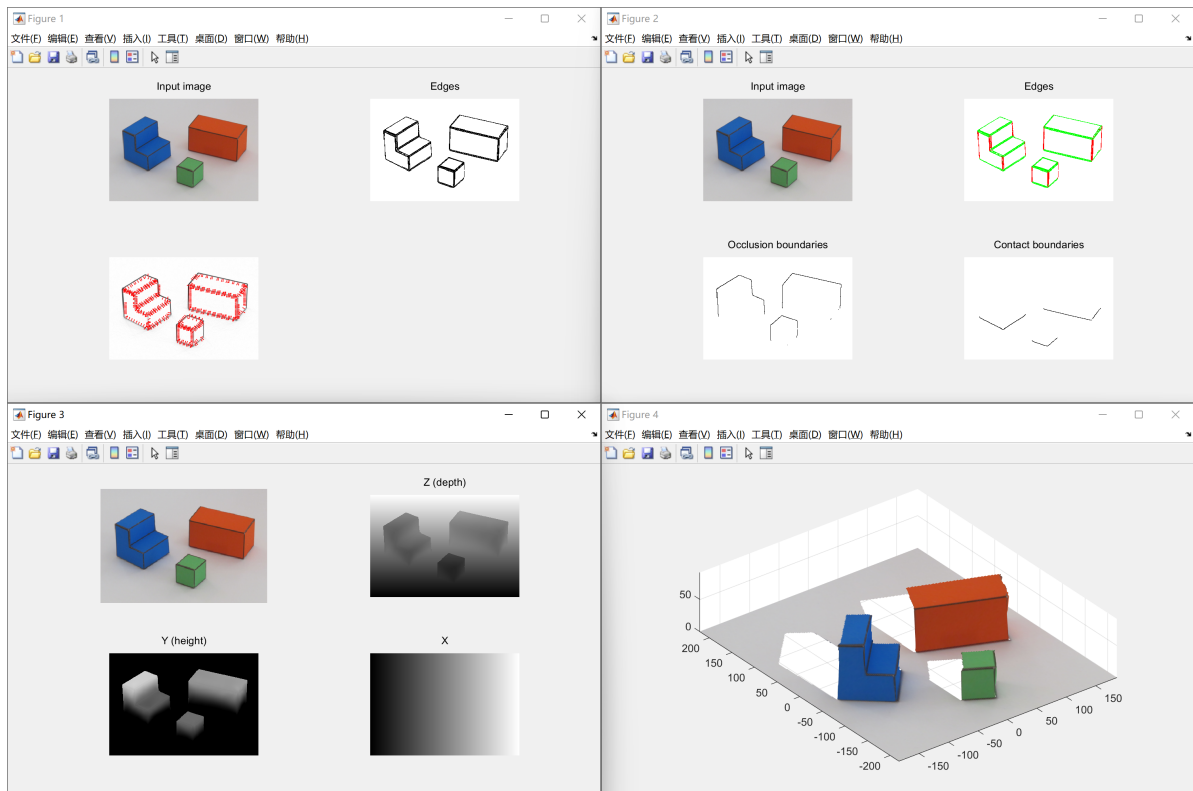 Figure 1
文件(F) 编辑(E) 查看(V) 插入(I) 工具(T) 桌面(D) 窗口(W) 帮助(H)
Input image
Edges
Figure 2
文件(F) 编辑(E) 查看(V) 插入(I) 工具(T) 桌面(D) 窗口(W) 帮助(H)
Input image
Edges
Occlusion boundaries
Contact boundaries
Figure 3
文件(F) 编辑(E) 查看(V) 插入(I) 工具(T) 桌面(D) 窗口(W) 帮助(H)
Z (depth)
Y (height)
X
Figure 4
文件(F) 编辑(E) 查看(V) 插入(I) 工具(T) 桌面(D) 窗口(W) 帮助(H)
50
0
200
150
100
50
0
-50
-100
-150
-200
-150
-100
-50
0
50
100
150